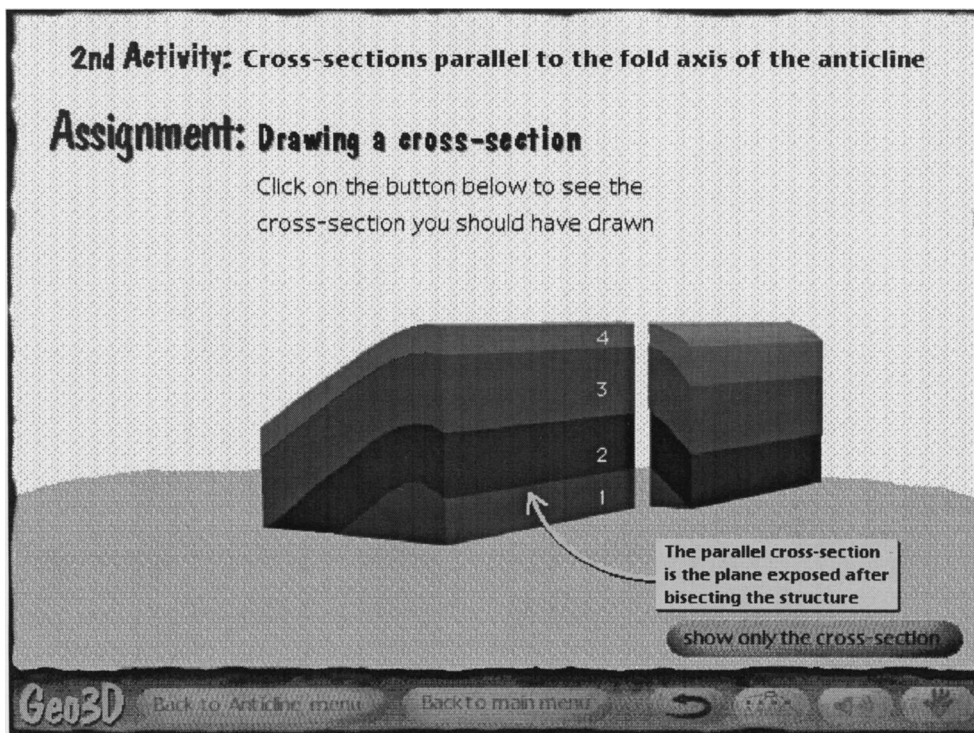 2nd Activity: Cross-sections parallel to the fold axis of the anticline
Assignment: Drawing a cross-section
Click on the button below to see the
cross-section you should have drawn
4
3
2
1
The parallel cross-section
is the plane exposed after
bisecting the structure
show only the cross-section
Geo3D
Back to Anticline menu
Back to main menu